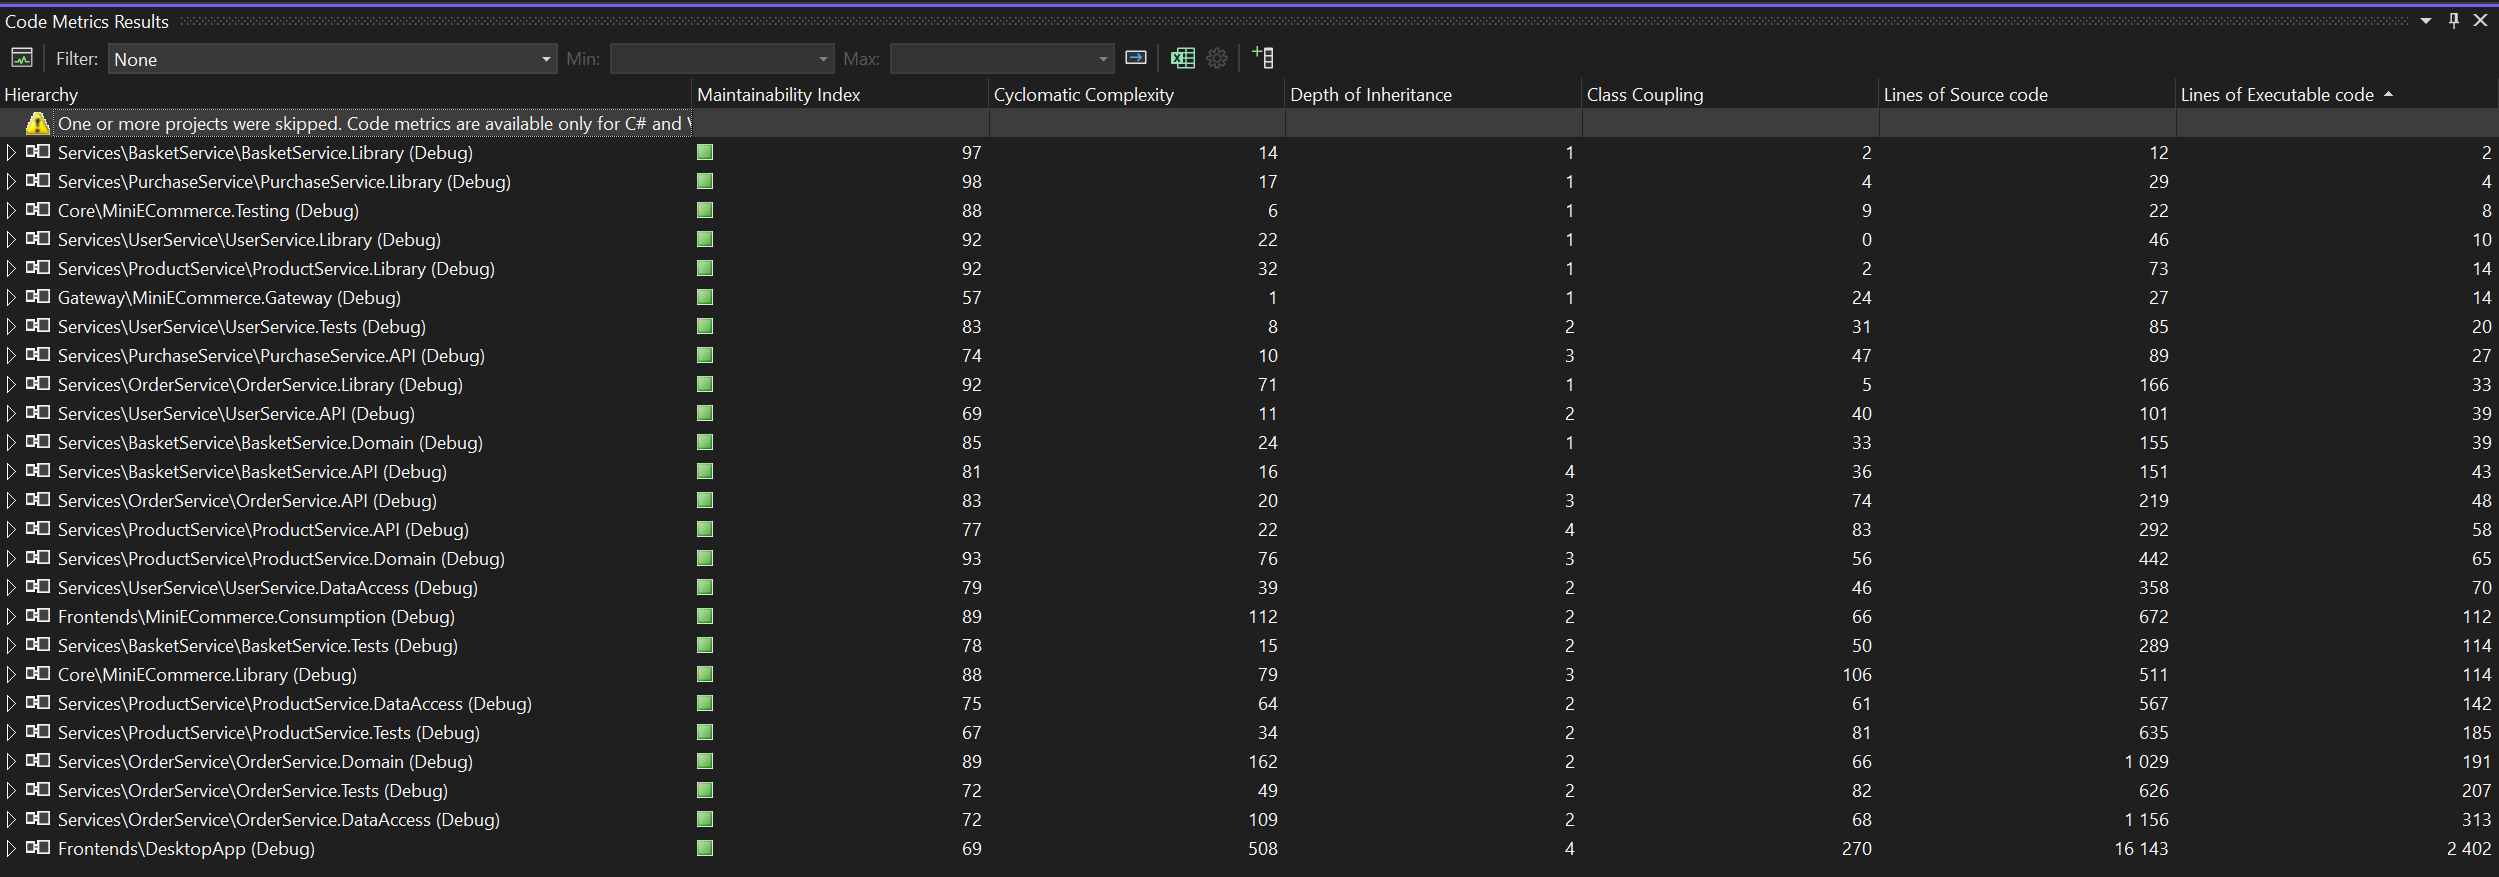 Code Metrics Results
Filter: None Min: Max:
Hierarchy Maintainability Index Cyclomatic Complexity Depth of Inheritance Class Coupling Lines of Source code Lines of Executable code
One or more projects were skipped. Code metrics are available only for C# and
Services\BasketService\BasketService.Library (Debug) 97 14 1 2 12 2
Services\PurchaseService\PurchaseService.Library (Debug) 98 17 1 4 29 4
Core\MiniECommerce.Testing (Debug) 88 6 1 9 22 8
Services\UserService\UserService.Library (Debug) 92 22 1 0 46 10
Services\ProductService\ProductService.Library (Debug) 92 32 1 2 73 14
Gateway\MiniECommerce.Gateway (Debug) 57 1 1 24 27 14
Services\UserService\UserService.Tests (Debug) 83 8 2 31 85 20
Services\PurchaseService\PurchaseService.API (Debug) 74 10 3 47 89 27
Services\OrderService\OrderService.Library (Debug) 92 71 1 5 166 33
Services\UserService\UserService.API (Debug) 69 11 2 40 101 39
Services\BasketService\BasketService.Domain (Debug) 85 24 1 33 155 39
Services\BasketService\BasketService.API (Debug) 81 16 4 36 151 43
Services\OrderService\OrderService.API (Debug) 83 20 3 74 219 48
Services\ProductService\ProductService.API (Debug) 77 22 4 83 292 58
Services\ProductService\ProductService.Domain (Debug) 93 76 3 56 442 65
Services\UserService\UserService.DataAccess (Debug) 79 39 2 46 358 70
Frontends\MiniECommerce.Consumption (Debug) 89 112 2 66 672 112
Services\BasketService\BasketService.Tests (Debug) 78 15 2 50 289 114
Core\MiniECommerce.Library (Debug) 88 79 3 106 511 114
Services\ProductService\ProductService.DataAccess (Debug) 75 64 2 61 567 142
Services\ProductService\ProductService.Tests (Debug) 67 34 2 81 635 185
Services\OrderService\OrderService.Domain (Debug) 89 162 2 66 1 029 191
Services\OrderService\OrderService.Tests (Debug) 72 49 2 82 626 207
Services\OrderService\OrderService.DataAccess (Debug) 72 109 2 68 1 156 313
Frontends\DesktopApp (Debug) 69 508 4 270 16 143 2 402